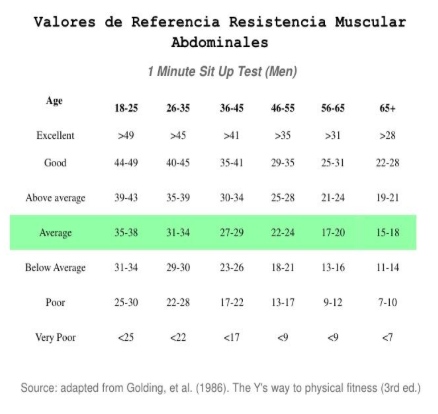 Valores de Referencia Resistencia Muscular
Abdominales
1 Minute Sit Up Test (Men)
Age 18-25 26-35 36-45 46-55 56-65 65+
Excellent >49 >45 >41 >35 >31 >28
Good 44-49 40-45 35-41 29-35 25-31 22-28
Above average 39-43 35-39 30-34 25-28 21-24 19-21
Average 35-38 31-34 27-29 22-24 17-20 15-18
Below Average 31-34 29-30 23-26 18-21 13-16 11-14
Poor 25-30 22-28 17-22 13-17 9-12 7-10
Very Poor <25 <22 <17 <9 <9 <7
Source: adapted from Golding, et al. (1986). The Y's way to physical fitness (3rd ed.)